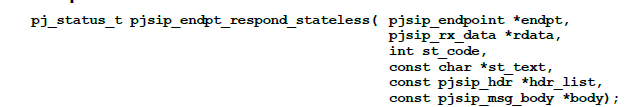 pj_status_t pjsip_endpt_respond_stateless( pjsip_endpoint *endpt,
pjsip_rx_data *rdata,
int st_code,
const char *st_text,
const pjsip_hdr *hdr_list,
const pjsip_msg_body *body);